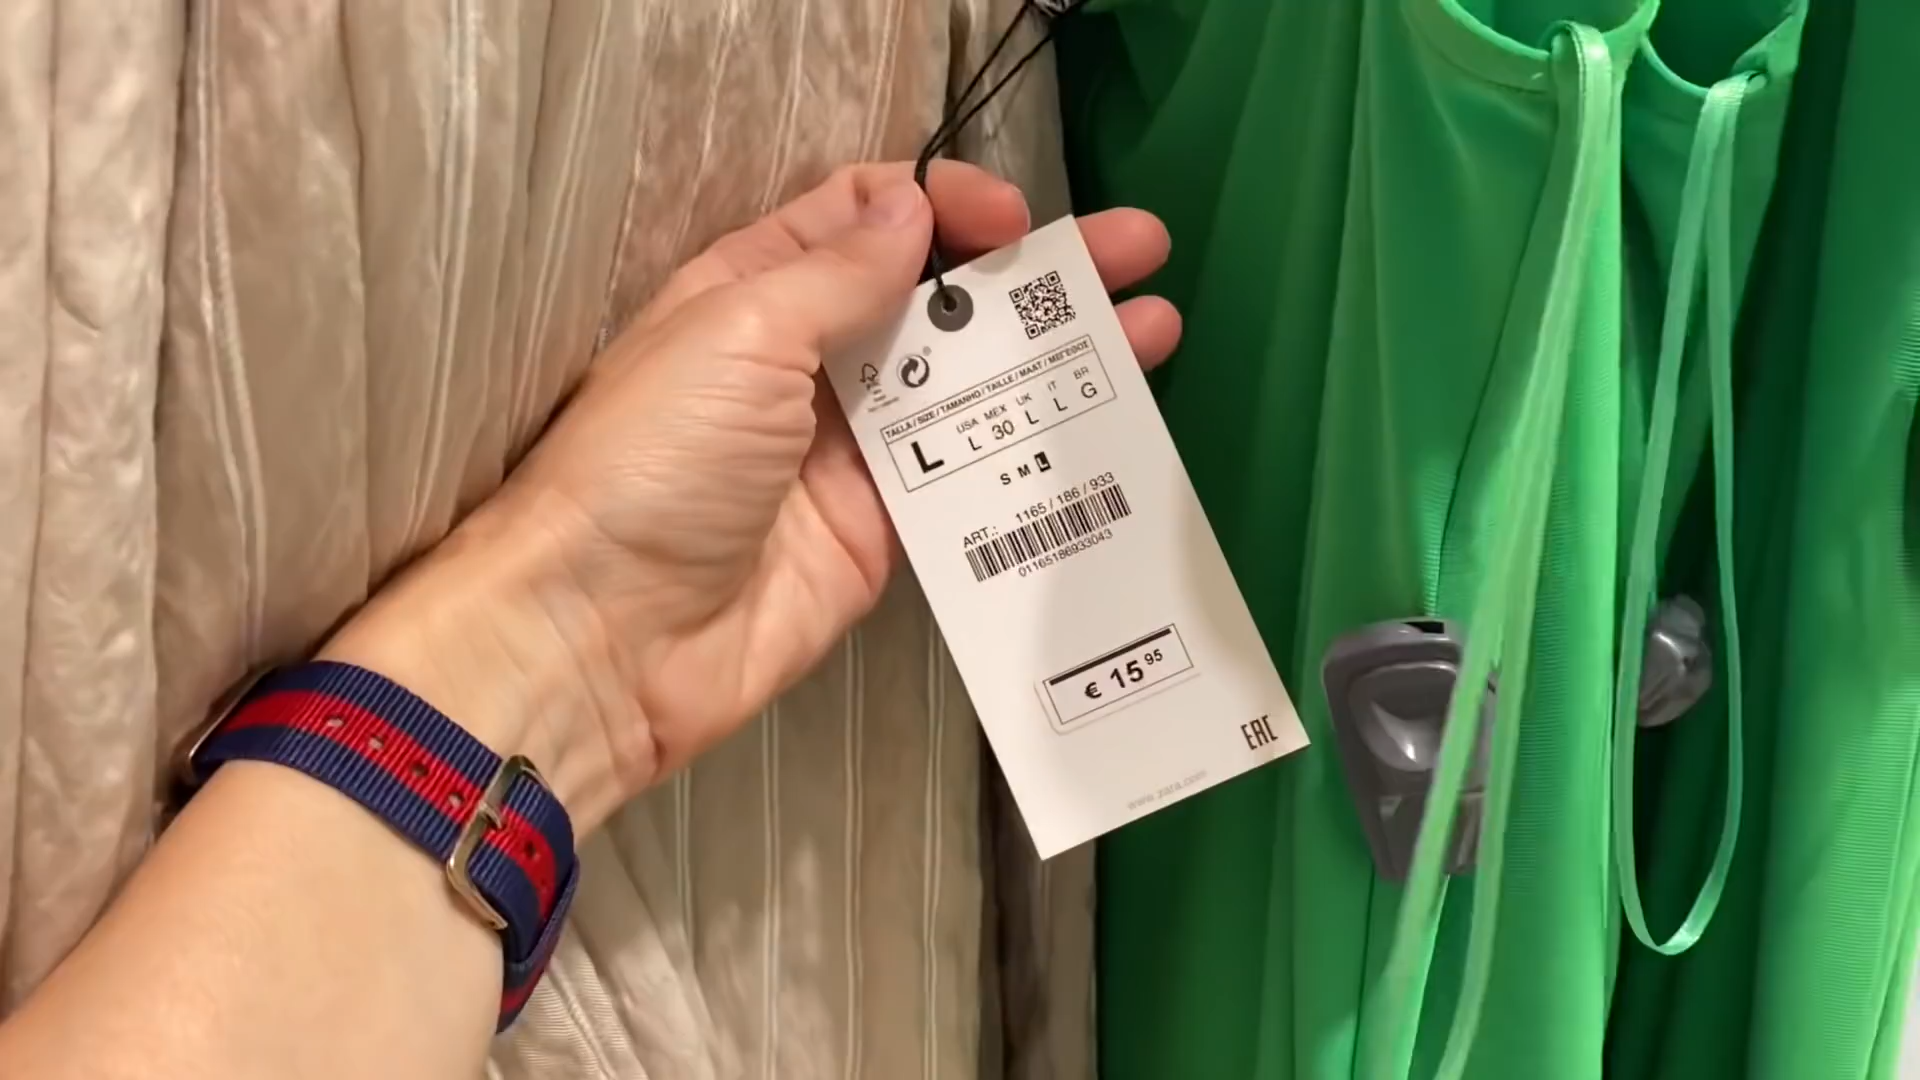 TALLA / SIZE / TAMANHO / TAILLE / MAAT / ΜΕΓΕΘΟΣ
USA MEX UK IT BR
L L 30 L L G
S M L
ART.: 1165 / 186 / 933
01165186933043
€ 15 95
EAC
www.zara.com